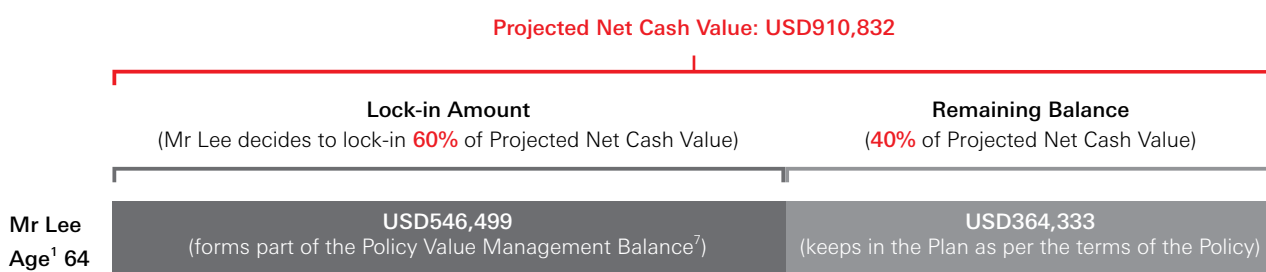 Projected Net Cash Value: USD910,832
Lock-in Amount
(Mr Lee decides to lock-in 60% of Projected Net Cash Value)
Remaining Balance
(40% of Projected Net Cash Value)
Mr Lee
Age¹ 64
USD546,499
(forms part of the Policy Value Management Balance⁷)
USD364,333
(keeps in the Plan as per the terms of the Policy)